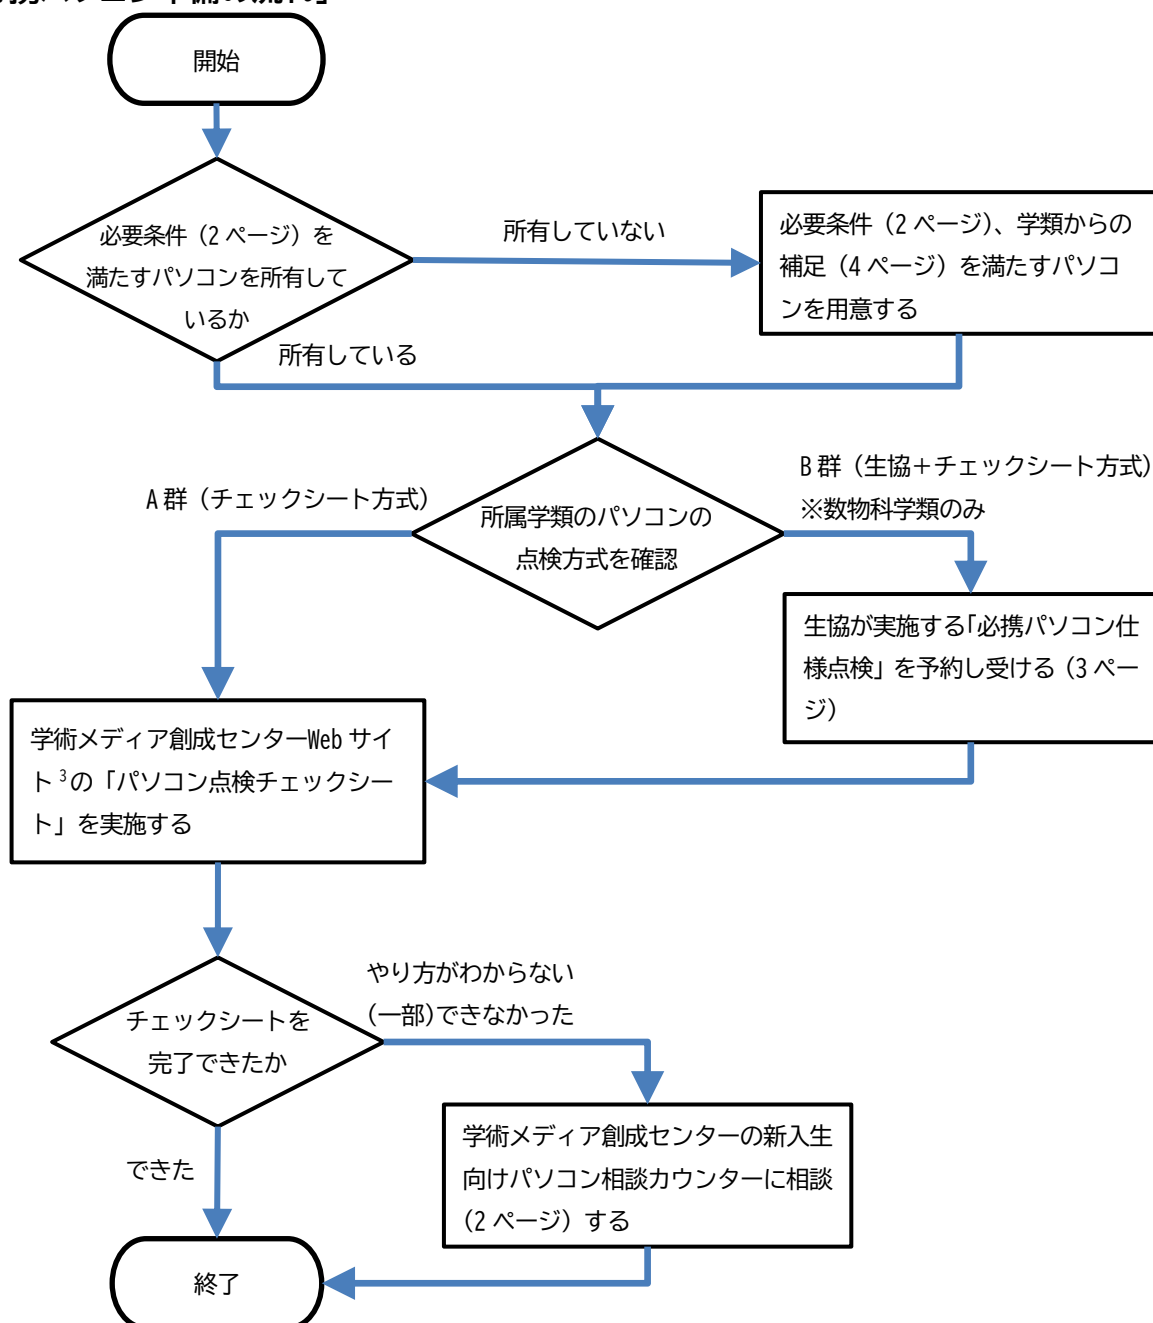 開始
必要条件（2 ページ）を
満たすパソコンを所有して
いるか
所有していない
必要条件（2 ページ）、学類からの
補足（4 ページ）を満たすパソコ
ンを用意する
所有している
所属学類のパソコンの
点検方式を確認
A 群（チェックシート方式）
B 群（生協＋チェックシート方式）
※数物科学類のみ
生協が実施する「必携パソコン仕
様点検」を予約し受ける（3 ペー
ジ）
学術メディア創成センターWeb サイ
ト 3 の「パソコン点検チェックシー
ト」を実施する
チェックシートを
完了できたか
やり方がわからない
(一部)できなかった
学術メディア創成センターの新入生
向けパソコン相談カウンターに相談
（2 ページ）する
できた
終了